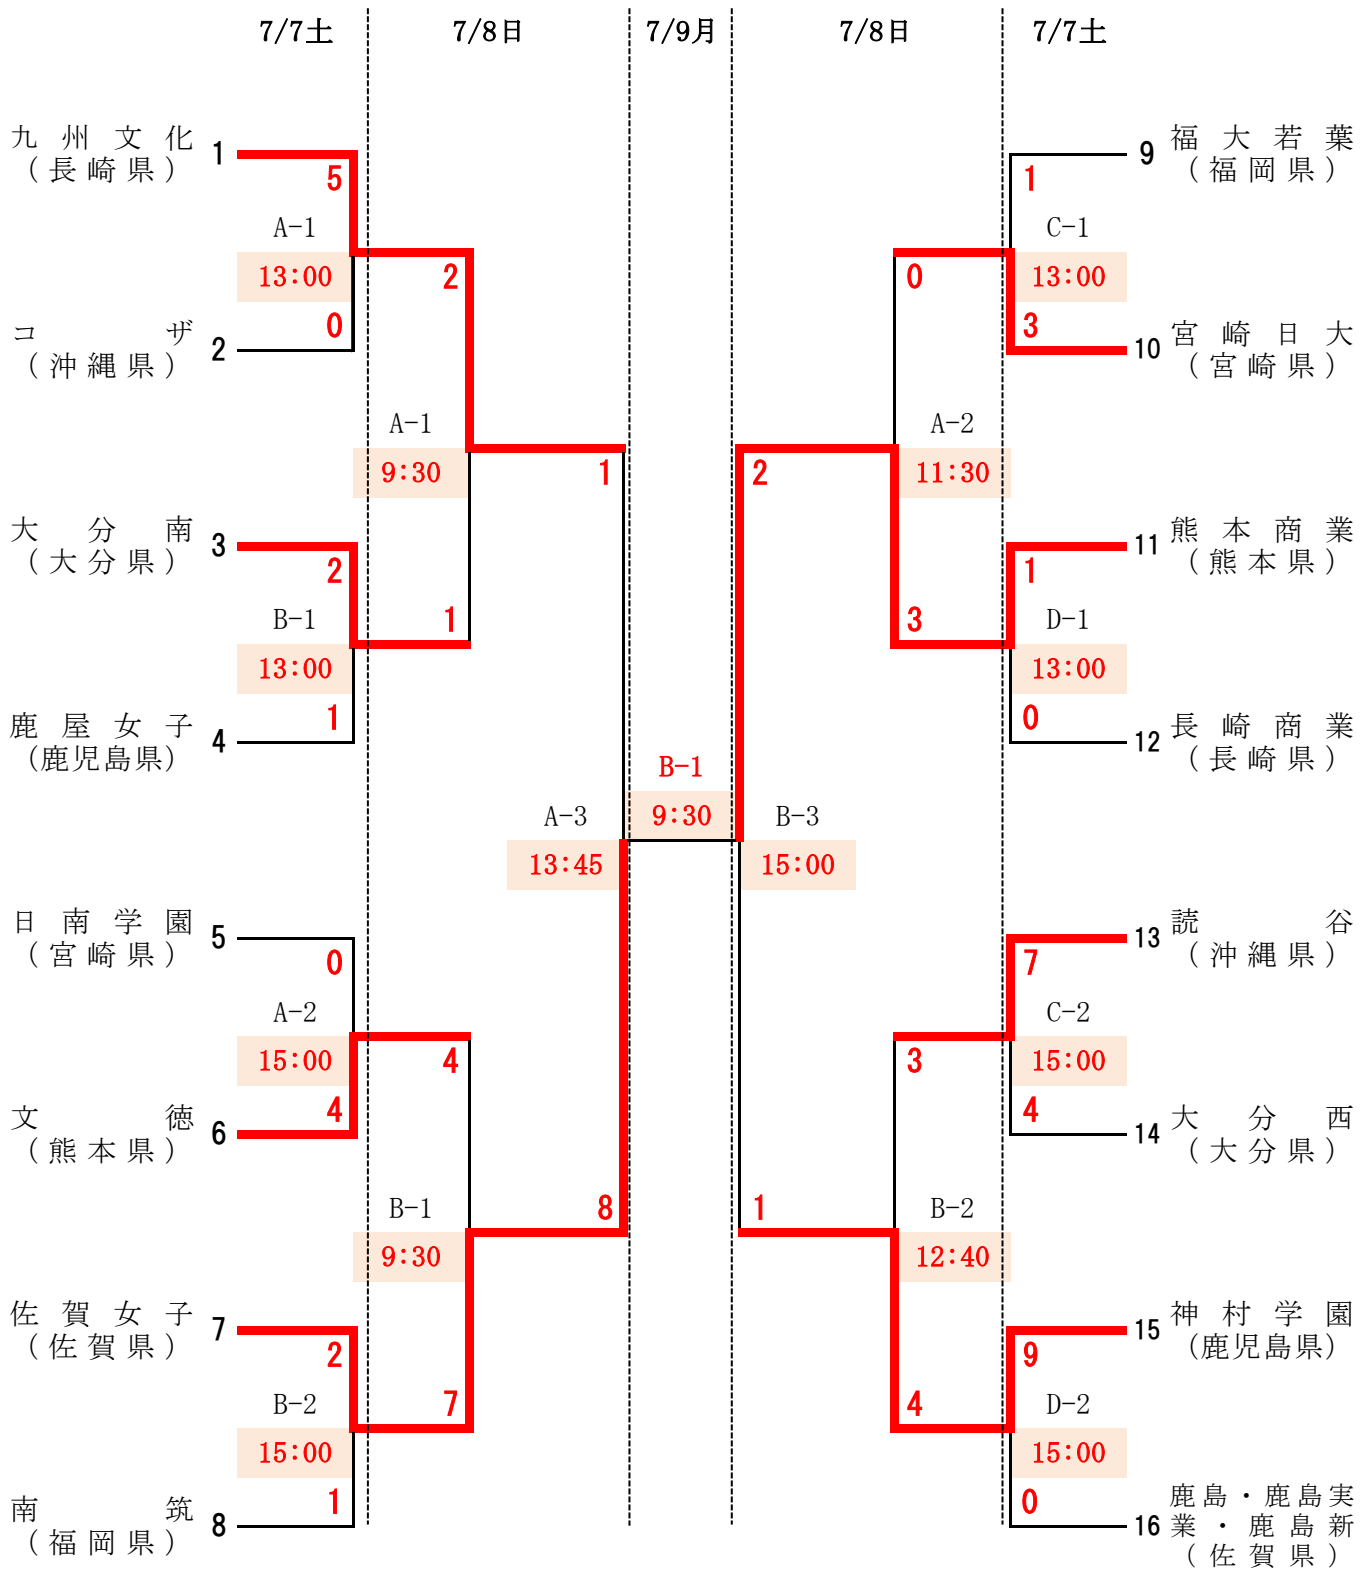 7/7土 7/8日 7/9月 7/8日 7/7土
九州文化
(長崎県)
1
5
A-1
13:00
0
コザ
(沖縄県)
2
2
A-1
9:30
大分南
(大分県)
3
2
B-1
13:00
1
1
鹿屋女子
(鹿児島県)
4
1
A-3
13:45
8
日南学園
(宮崎県)
5
0
A-2
15:00
4
文徳
(熊本県)
6
4
B-1
9:30
7
佐賀女子
(佐賀県)
7
2
B-2
15:00
1
南筑
(福岡県)
8
B-1
9:30
2
B-3
15:00
1
9
福大若葉
(福岡県)
1
C-1
13:00
3
10
宮崎日大
(宮崎県)
0
A-2
11:30
3
11
熊本商業
(熊本県)
1
D-1
13:00
0
12
長崎商業
(長崎県)
13
読谷
(沖縄県)
7
C-2
15:00
4
14
大分西
(大分県)
3
B-2
12:40
4
15
神村学園
(鹿児島県)
9
D-2
15:00
0
16
鹿島・鹿島実
業・鹿島新
(佐賀県)